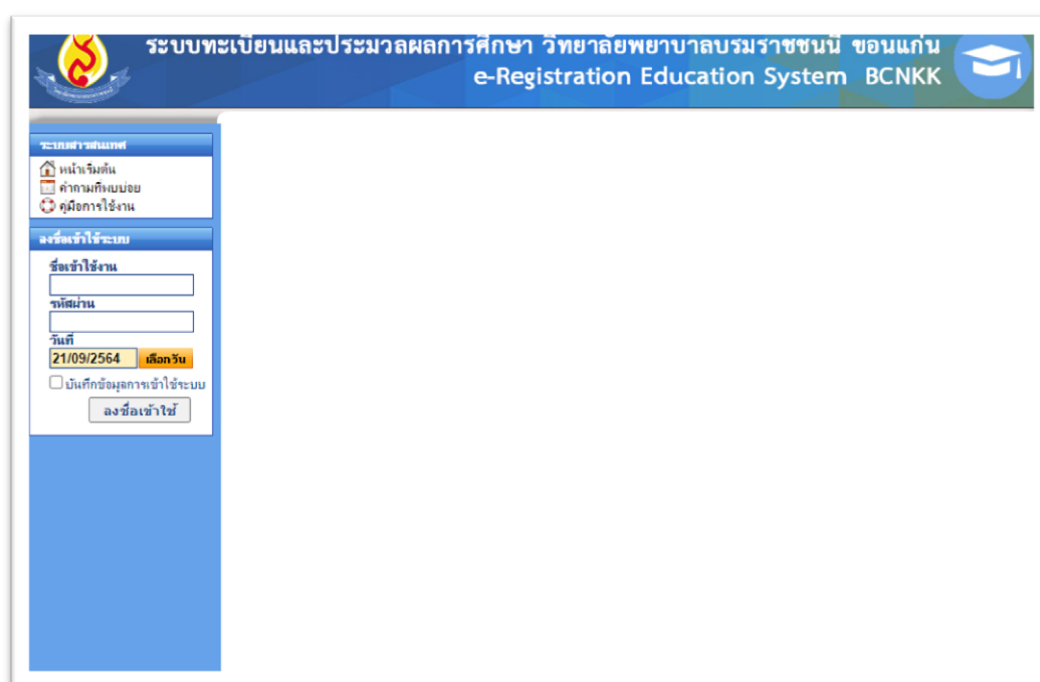 ระบบทะเบียนและประมวลผลการศึกษา วิทยาลัยพยาบาลบรมราชชนนี ขอนแก่น
e-Registration Education System BCNKK
ระบบสารสนเทศ
หน้าเริ่มต้น
คำถามที่พบบ่อย
คู่มือการใช้งาน
ลงชื่อเข้าใช้ระบบ
ชื่อเข้าใช้งาน
รหัสผ่าน
วันที่
21/09/2564 เลือกวัน
บันทึกข้อมูลการเข้าใช้ระบบ
ลงชื่อเข้าใช้